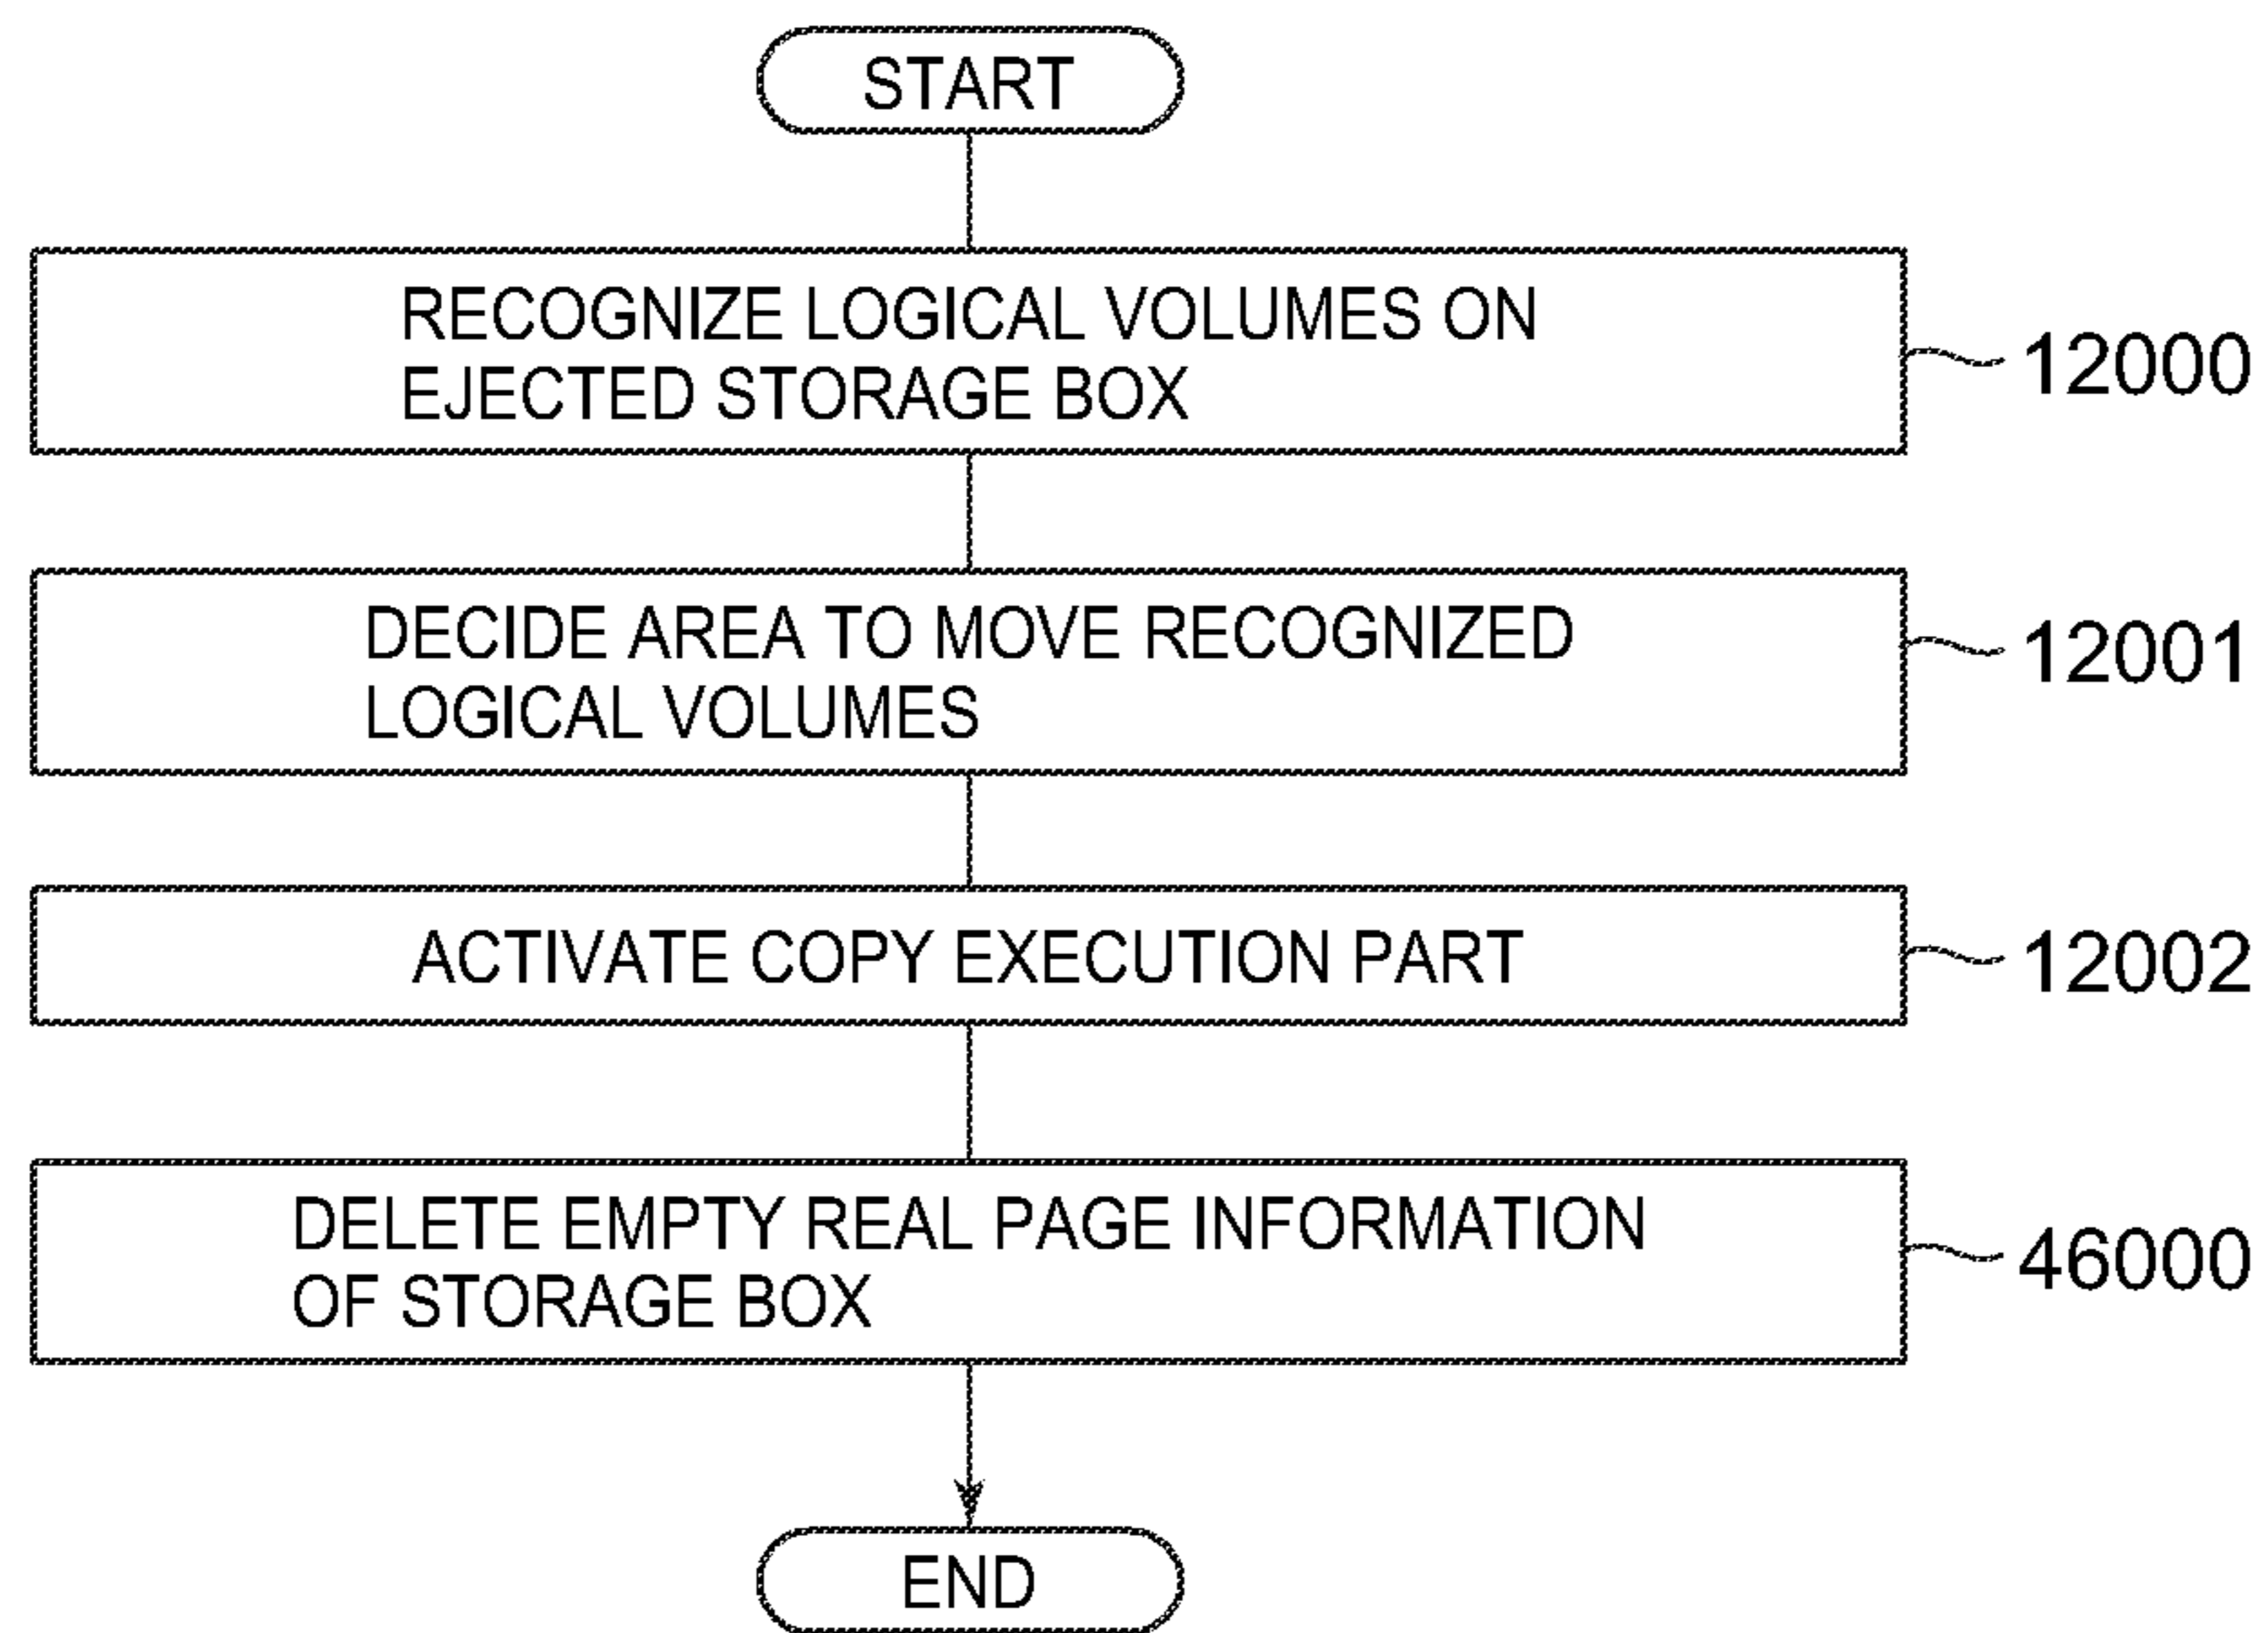 START
RECOGNIZE LOGICAL VOLUMES ON
EJECTED STORAGE BOX
12000
DECIDE AREA TO MOVE RECOGNIZED
LOGICAL VOLUMES
12001
ACTIVATE COPY EXECUTION PART
12002
DELETE EMPTY REAL PAGE INFORMATION
OF STORAGE BOX
46000
END